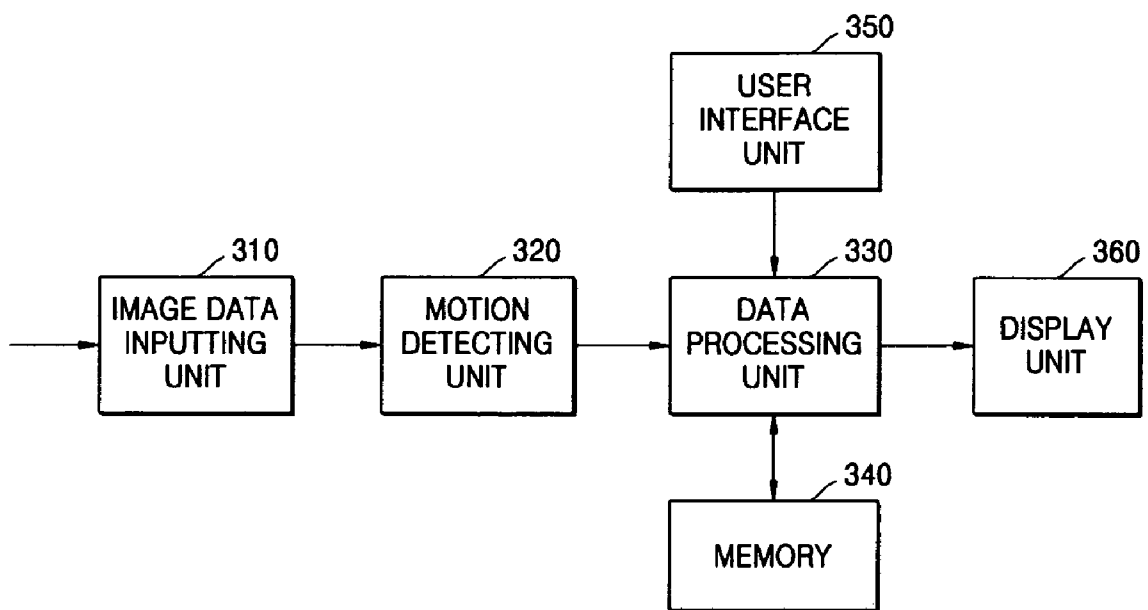 350
USER
INTERFACE
UNIT
310
IMAGE DATA
INPUTTING
UNIT
320
MOTION
DETECTING
UNIT
330
DATA
PROCESSING
UNIT
360
DISPLAY
UNIT
340
MEMORY